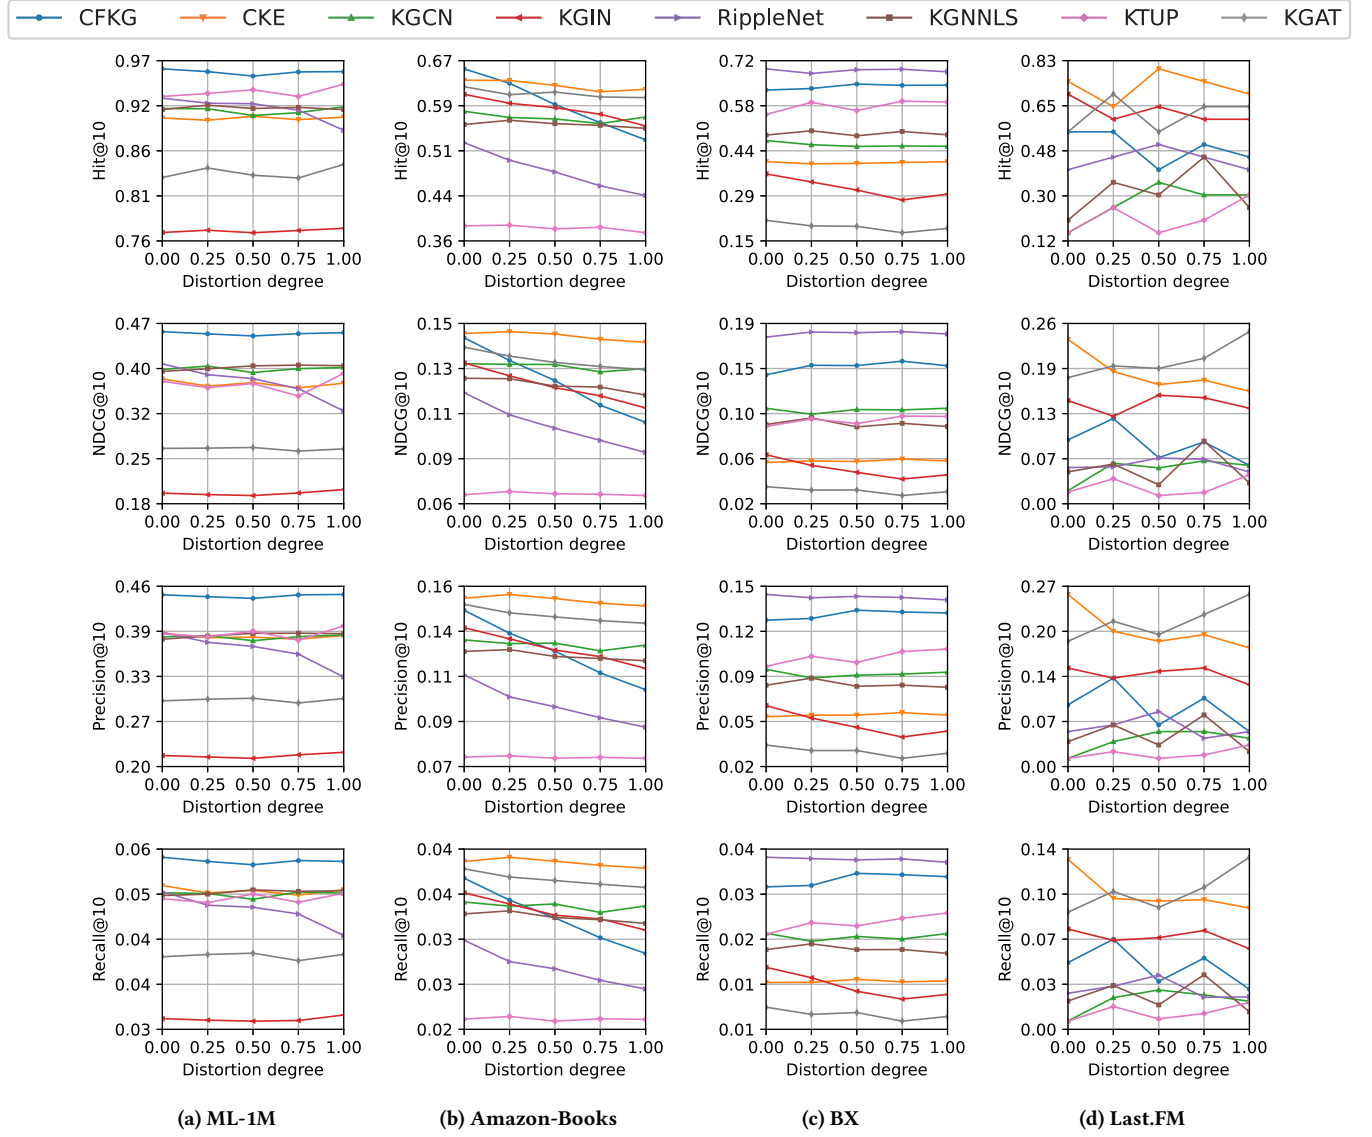 CFKG CKE KGCN KGIN RippleNet KGNNLS KTUP KGAT
0.97 0.92 0.86 0.81 0.76
Hit@10
0.00 0.25 0.50 0.75 1.00
Distortion degree
0.67 0.59 0.51 0.44 0.36
Hit@10
0.00 0.25 0.50 0.75 1.00
Distortion degree
0.72 0.58 0.44 0.29 0.15
Hit@10
0.00 0.25 0.50 0.75 1.00
Distortion degree
0.83 0.65 0.48 0.30 0.12
Hit@10
0.00 0.25 0.50 0.75 1.00
Distortion degree
0.47 0.40 0.32 0.25 0.18
NDCG@10
0.00 0.25 0.50 0.75 1.00
Distortion degree
0.15 0.13 0.11 0.09 0.06
NDCG@10
0.00 0.25 0.50 0.75 1.00
Distortion degree
0.19 0.15 0.10 0.06 0.02
NDCG@10
0.00 0.25 0.50 0.75 1.00
Distortion degree
0.26 0.19 0.13 0.07 0.00
NDCG@10
0.00 0.25 0.50 0.75 1.00
Distortion degree
0.46 0.39 0.33 0.27 0.20
Precision@10
0.00 0.25 0.50 0.75 1.00
Distortion degree
0.16 0.14 0.11 0.09 0.07
Precision@10
0.00 0.25 0.50 0.75 1.00
Distortion degree
0.15 0.12 0.09 0.05 0.02
Precision@10
0.00 0.25 0.50 0.75 1.00
Distortion degree
0.27 0.20 0.14 0.07 0.00
Precision@10
0.00 0.25 0.50 0.75 1.00
Distortion degree
0.06 0.05 0.04 0.04 0.03
Recall@10
0.00 0.25 0.50 0.75 1.00
Distortion degree
0.04 0.04 0.03 0.03 0.02
Recall@10
0.00 0.25 0.50 0.75 1.00
Distortion degree
0.04 0.03 0.02 0.01 0.01
Recall@10
0.00 0.25 0.50 0.75 1.00
Distortion degree
0.14 0.10 0.07 0.03 0.00
Recall@10
0.00 0.25 0.50 0.75 1.00
Distortion degree
(a) ML-1M
(b) Amazon-Books
(c) BX
(d) Last.FM